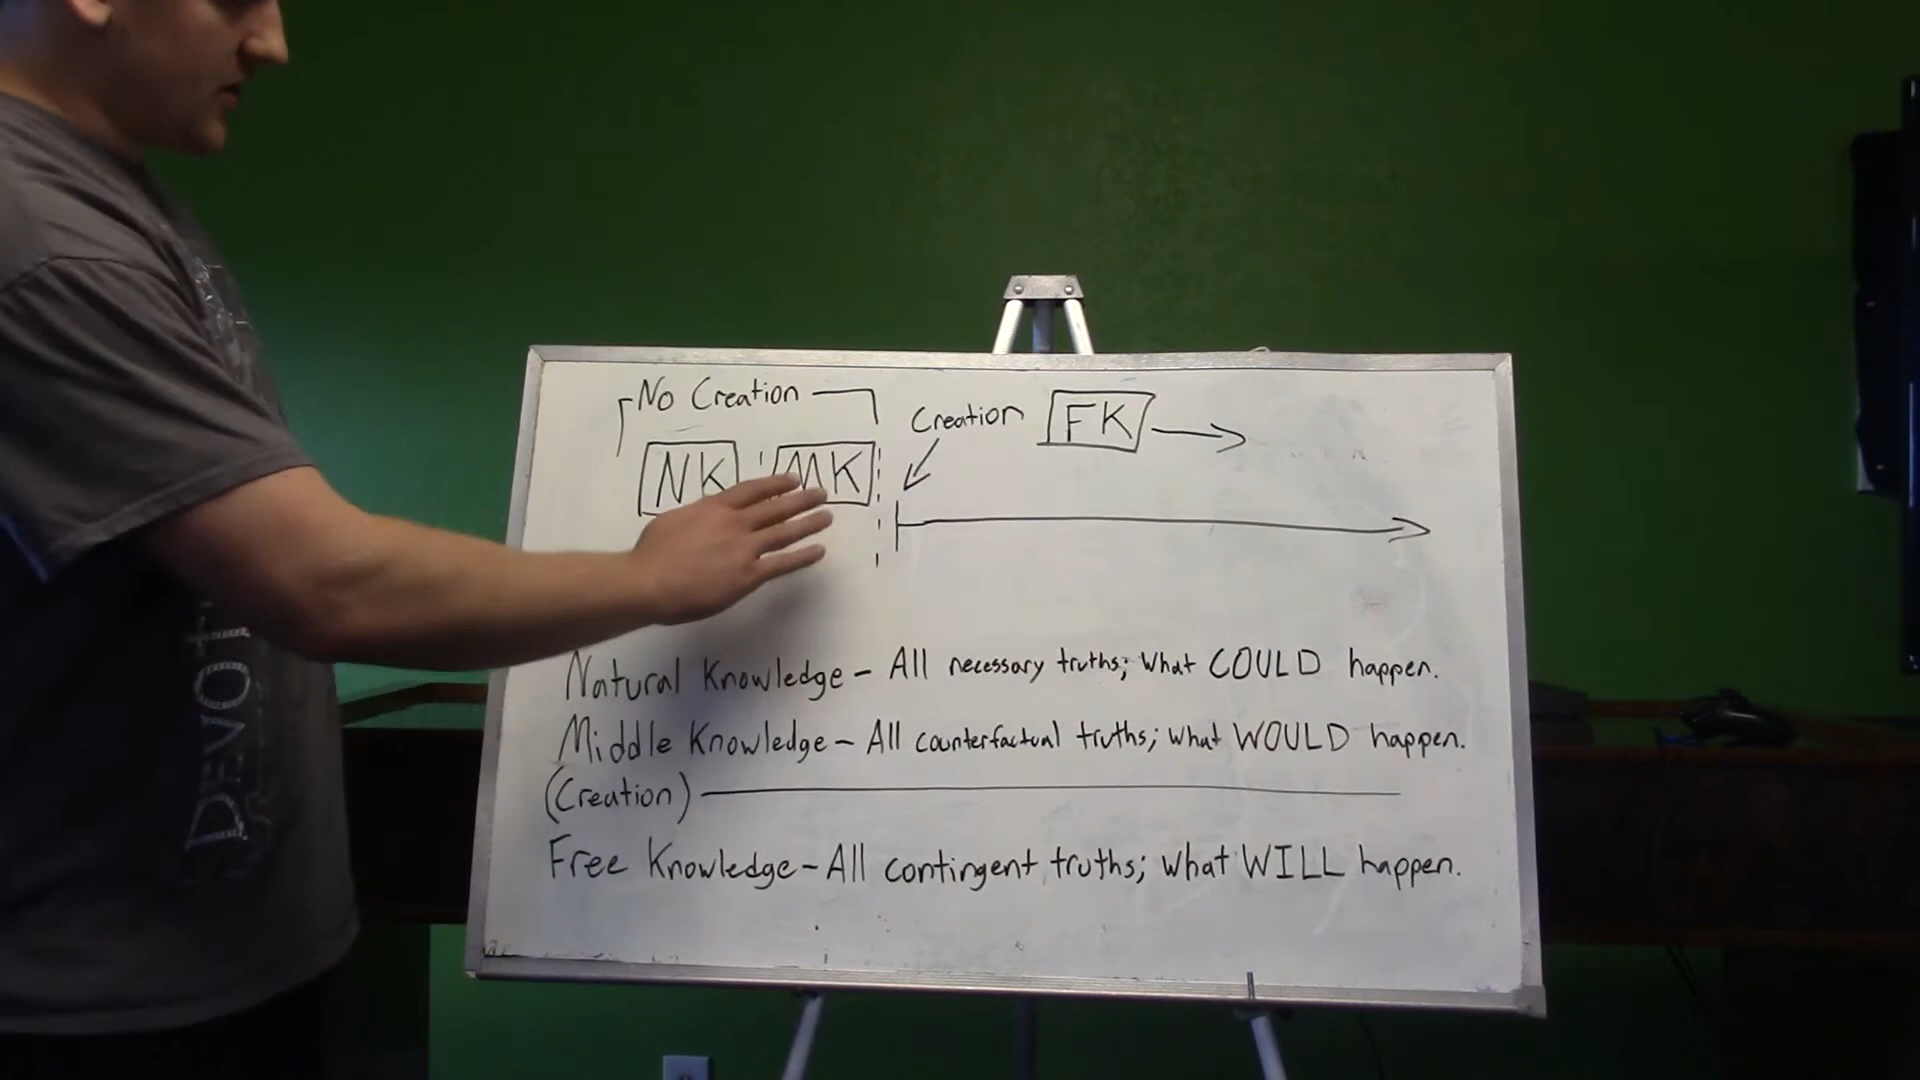 No Creation
Creation
FK
NK
MK
Natural Knowledge - All necessary truths; what COULD happen.
Middle Knowledge - All counterfactual truths; what WOULD happen.
(Creation)
Free Knowledge - All contingent truths; what WILL happen.